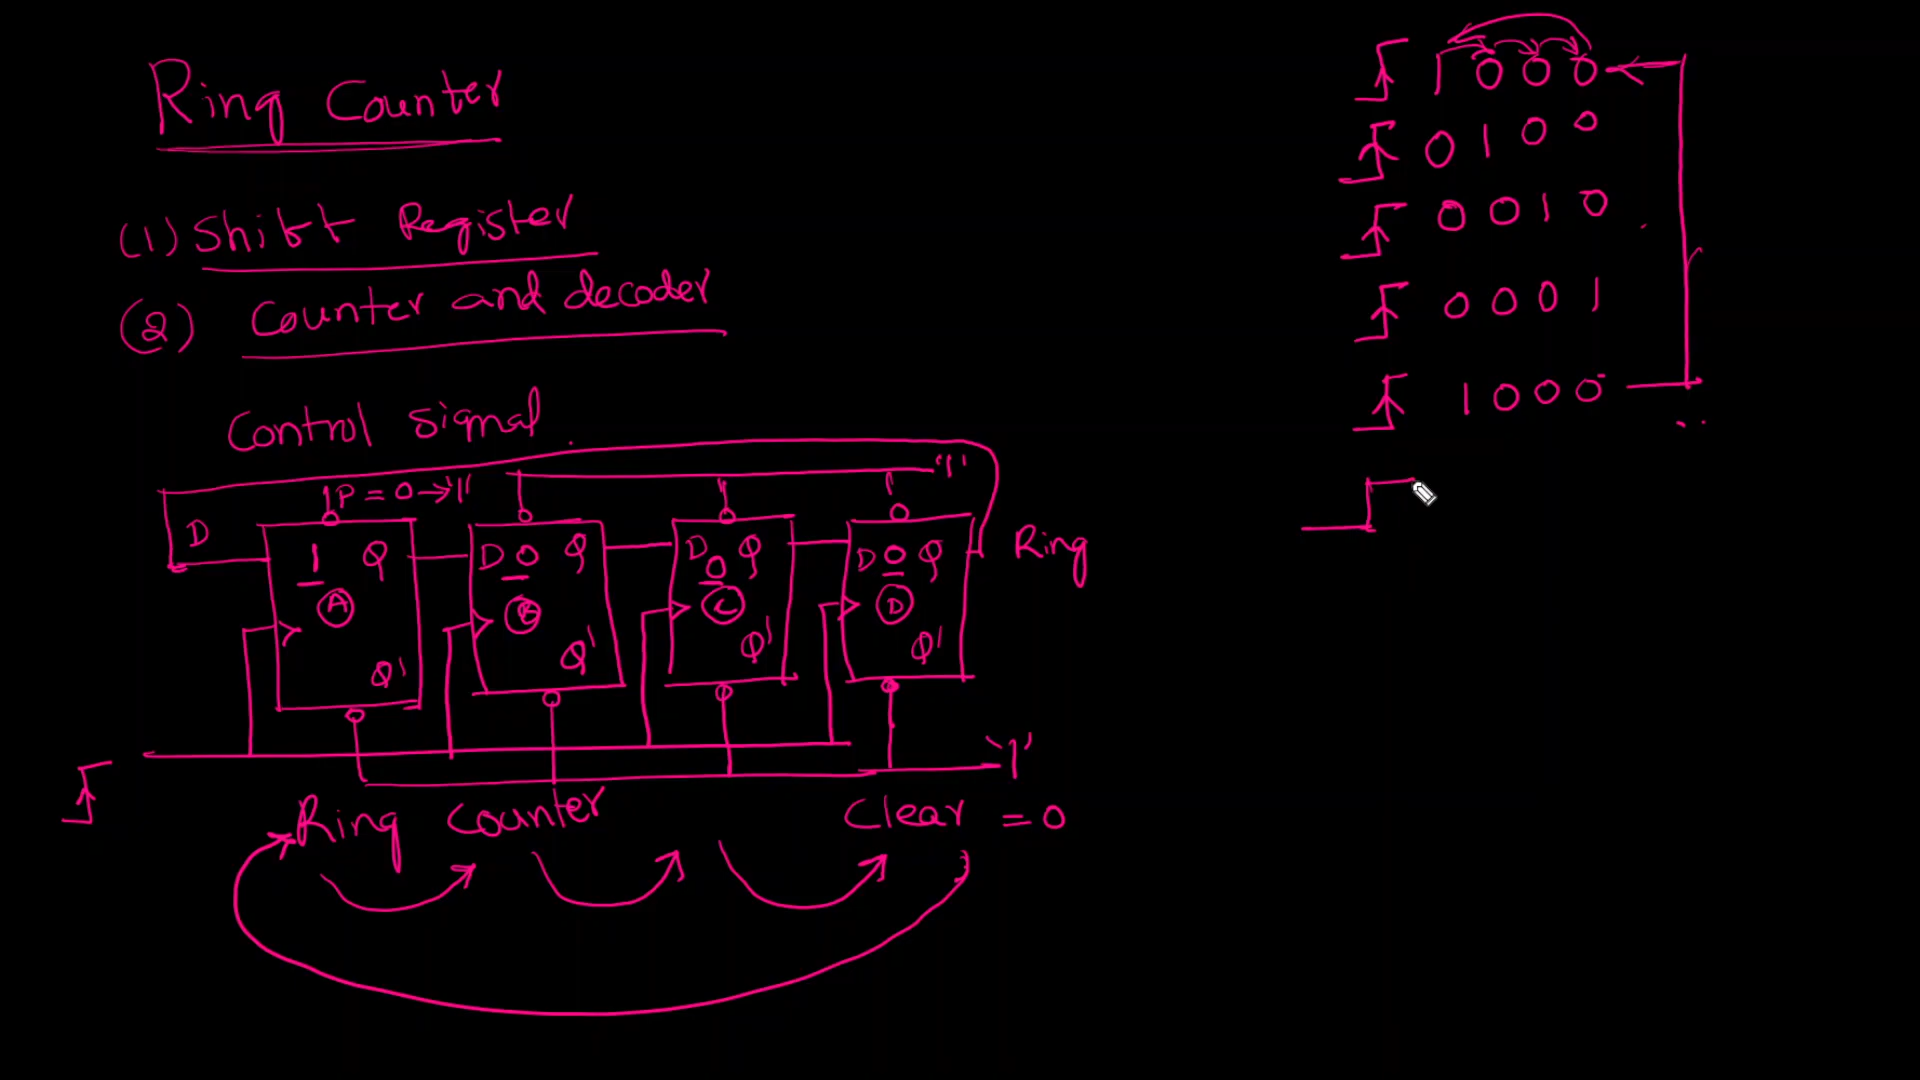 Ring Counter
(1) Shift Register
(2) Counter and decoder
Control signal
P = 0 → '1'
'1'
D 1 Q D 0 Q D 0 Q D 0 Q Ring
A B C D
Q' Q' Q' Q'
'1'
Ring Counter Clear = 0
1 0 0 0
0 1 0 0
0 0 1 0
0 0 0 1
1 0 0 0